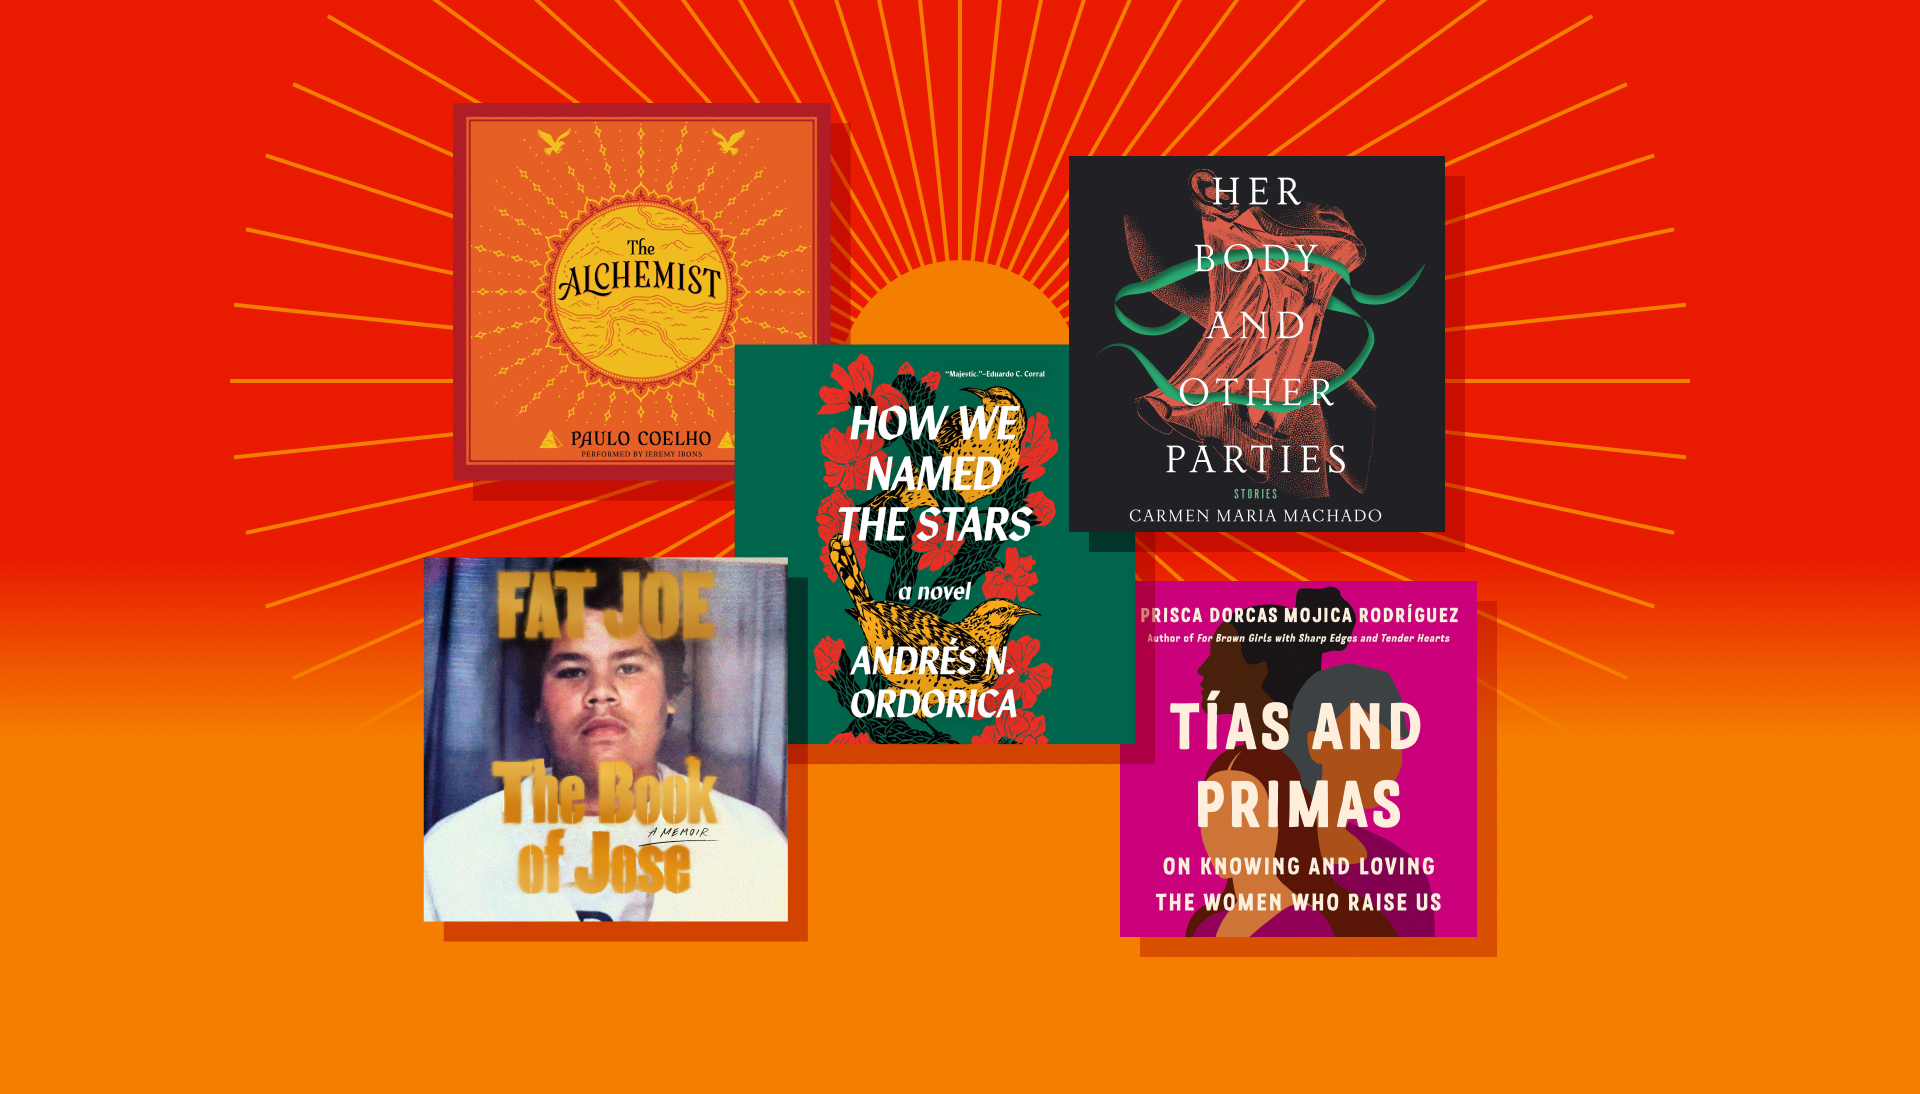 The
ALCHEMIST
PAULO COELHO
PERFORMED BY JEREMY IRONS
HER
BODY
AND
OTHER
PARTIES
STORIES
CARMEN MARIA MACHADO
"Majestic."–Eduardo C. Corral
HOW WE
NAMED
THE STARS
a novel
ANDRÉS N.
ORDORICA
FAT JOE
The Book
A MEMOIR
of Jose
PRISCA DORCAS MOJICA RODRÍGUEZ
Author of For Brown Girls with Sharp Edges and Tender Hearts
TÍAS AND
PRIMAS
ON KNOWING AND LOVING
THE WOMEN WHO RAISE US